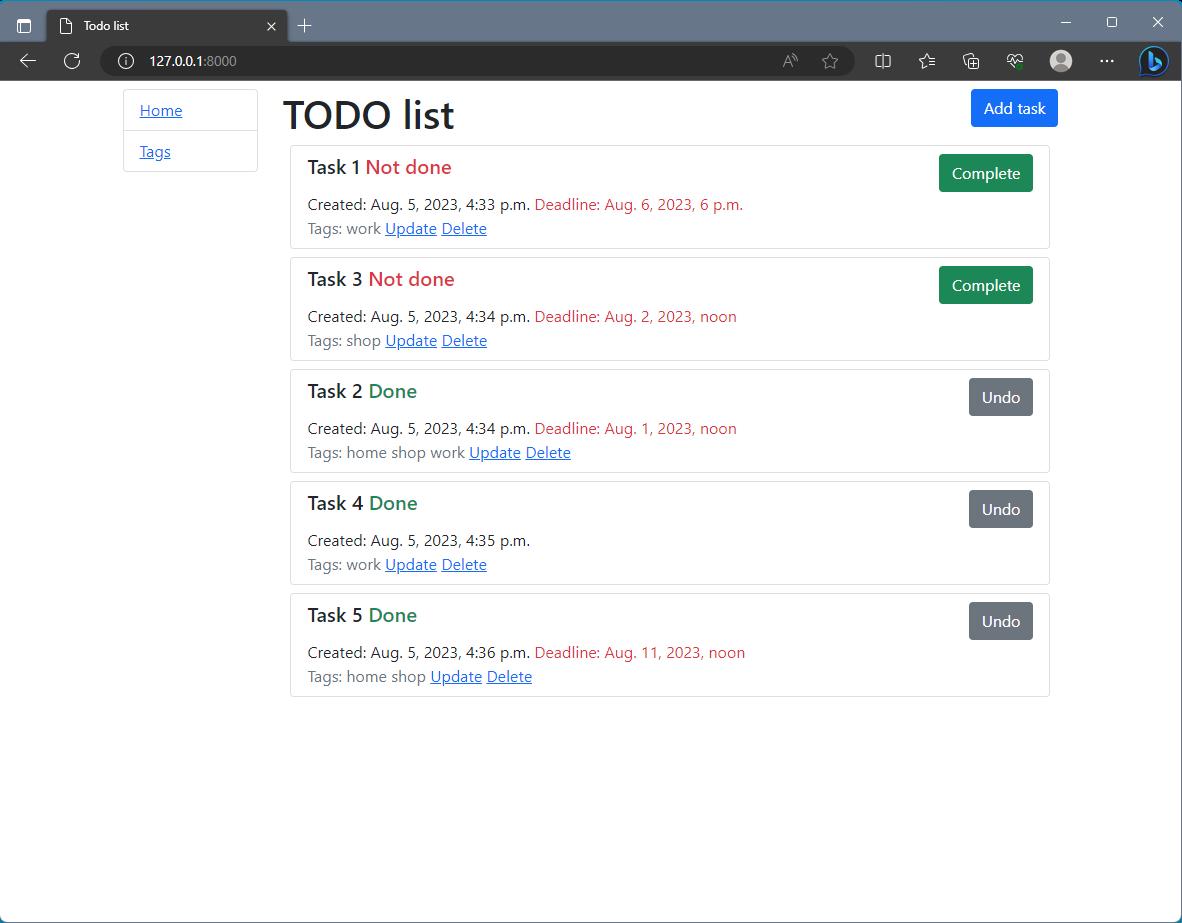 Todo list
127.0.0.1:8000
Home
Tags
TODO list
Add task
Task 1 Not done
Complete
Created: Aug. 5, 2023, 4:33 p.m. Deadline: Aug. 6, 2023, 6 p.m.
Tags: work Update Delete
Task 3 Not done
Complete
Created: Aug. 5, 2023, 4:34 p.m. Deadline: Aug. 2, 2023, noon
Tags: shop Update Delete
Task 2 Done
Undo
Created: Aug. 5, 2023, 4:34 p.m. Deadline: Aug. 1, 2023, noon
Tags: home shop work Update Delete
Task 4 Done
Undo
Created: Aug. 5, 2023, 4:35 p.m.
Tags: work Update Delete
Task 5 Done
Undo
Created: Aug. 5, 2023, 4:36 p.m. Deadline: Aug. 11, 2023, noon
Tags: home shop Update Delete